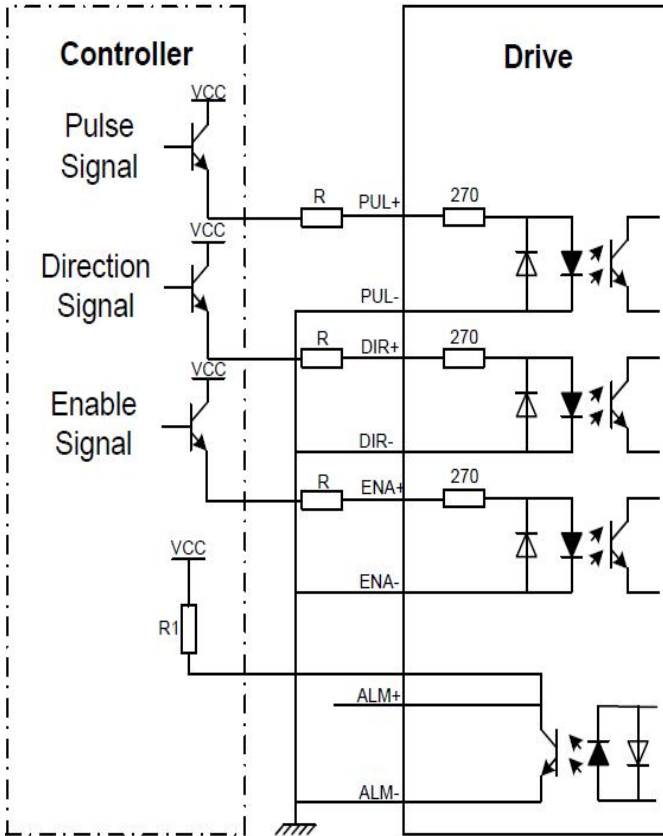 Controller
Drive
VCC
Pulse
Signal
R
PUL+
270
VCC
Direction
Signal
PUL-
R
DIR+
270
VCC
Enable
Signal
DIR-
R
ENA+
270
VCC
ENA-
R1
ALM+
ALM-